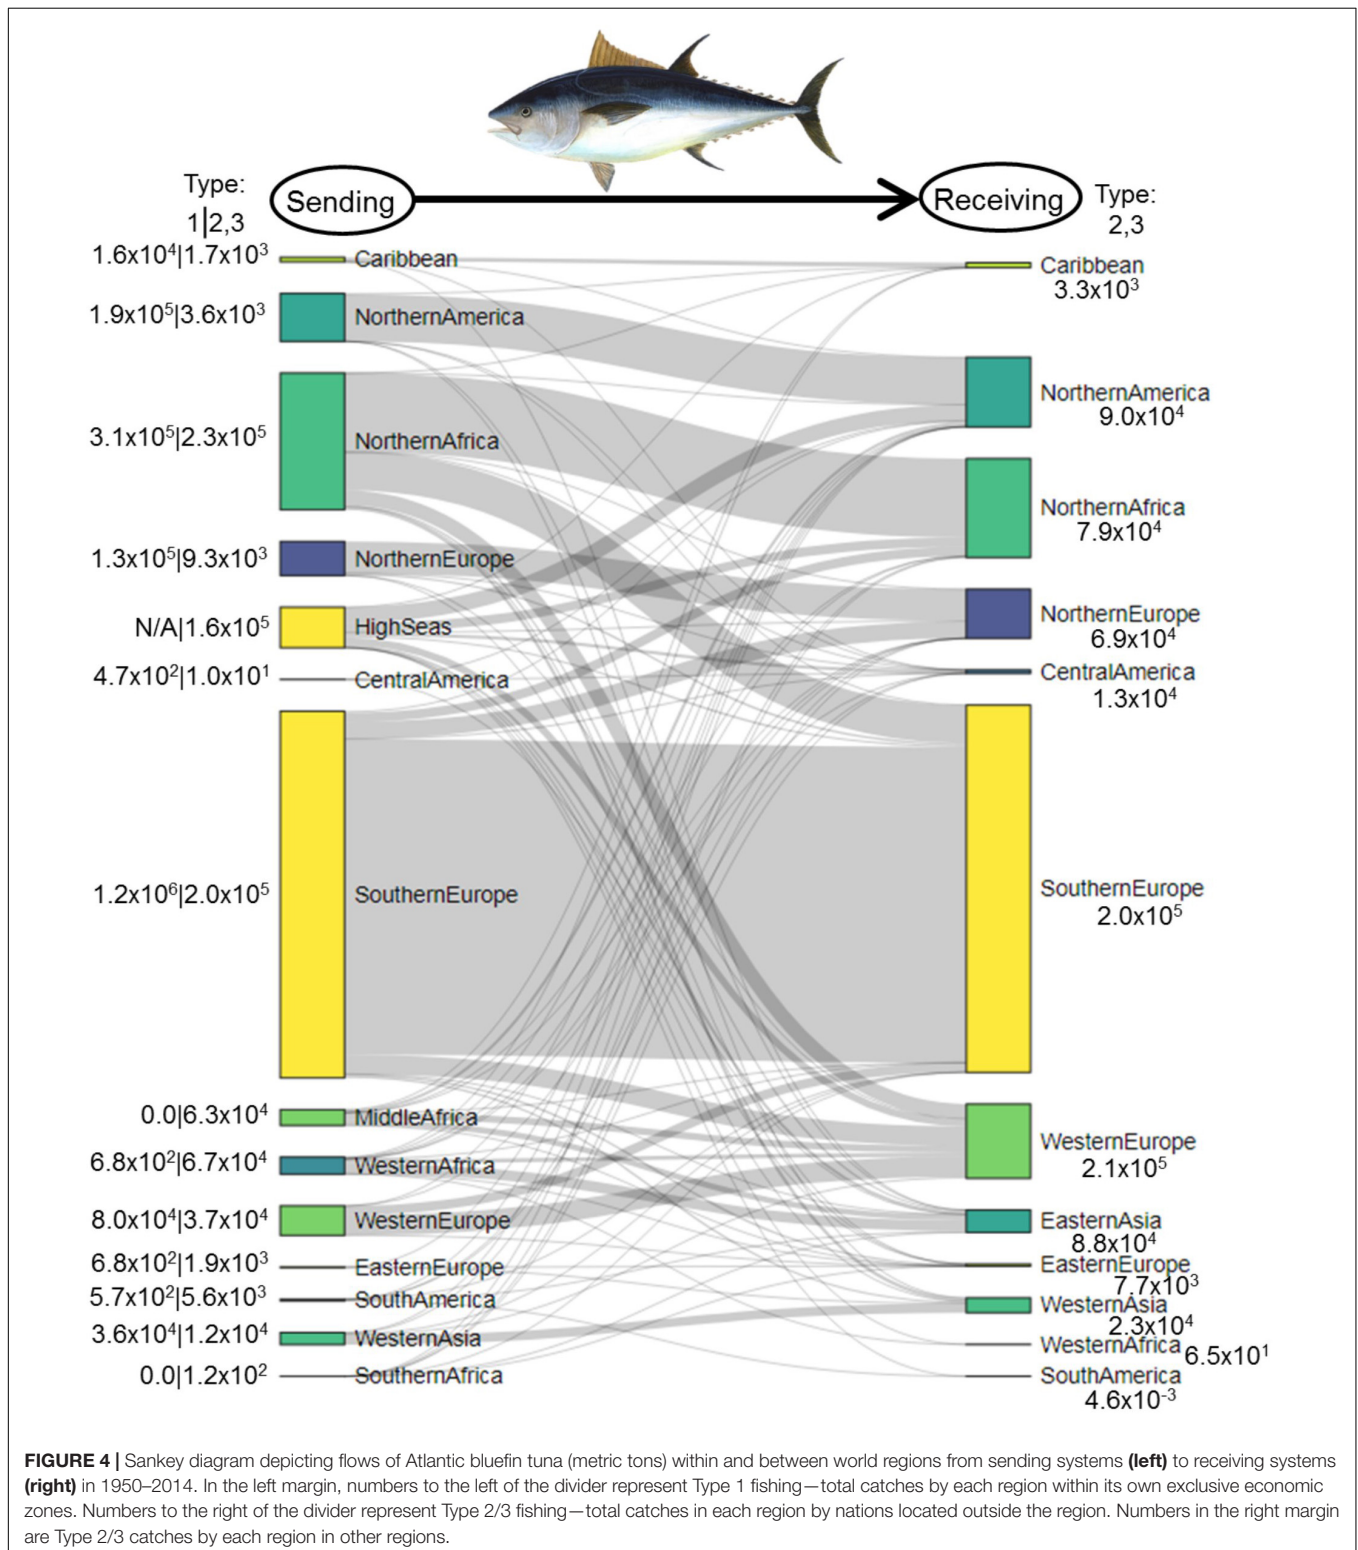 Type:
1|2,3
Sending
Receiving
Type:
2,3
1.6x10⁴|1.7x10³
Caribbean
1.9x10⁵|3.6x10³
NorthernAmerica
3.1x10⁵|2.3x10⁵
NorthernAfrica
1.3x10⁵|9.3x10³
NorthernEurope
N/A|1.6x10⁵
HighSeas
4.7x10²|1.0x10¹
CentralAmerica
1.2x10⁶|2.0x10⁵
SouthernEurope
0.0|6.3x10⁴
MiddleAfrica
6.8x10²|6.7x10⁴
WesternAfrica
8.0x10⁴|3.7x10⁴
WesternEurope
6.8x10²|1.9x10³
EasternEurope
5.7x10²|5.6x10³
SouthAmerica
3.6x10⁴|1.2x10⁴
WesternAsia
0.0|1.2x10²
SouthernAfrica
Caribbean
3.3x10³
NorthernAmerica
9.0x10⁴
NorthernAfrica
7.9x10⁴
NorthernEurope
6.9x10⁴
CentralAmerica
1.3x10⁴
SouthernEurope
2.0x10⁵
WesternEurope
2.1x10⁵
EasternAsia
8.8x10⁴
EasternEurope
7.7x10³
WesternAsia
2.3x10⁴
WesternAfrica
6.5x10¹
SouthAmerica
4.6x10⁻³
FIGURE 4 | Sankey diagram depicting flows of Atlantic bluefin tuna (metric tons) within and between world regions from sending systems (left) to receiving systems
(right) in 1950–2014. In the left margin, numbers to the left of the divider represent Type 1 fishing—total catches by each region within its own exclusive economic
zones. Numbers to the right of the divider represent Type 2/3 fishing—total catches in each region by nations located outside the region. Numbers in the right margin
are Type 2/3 catches by each region in other regions.